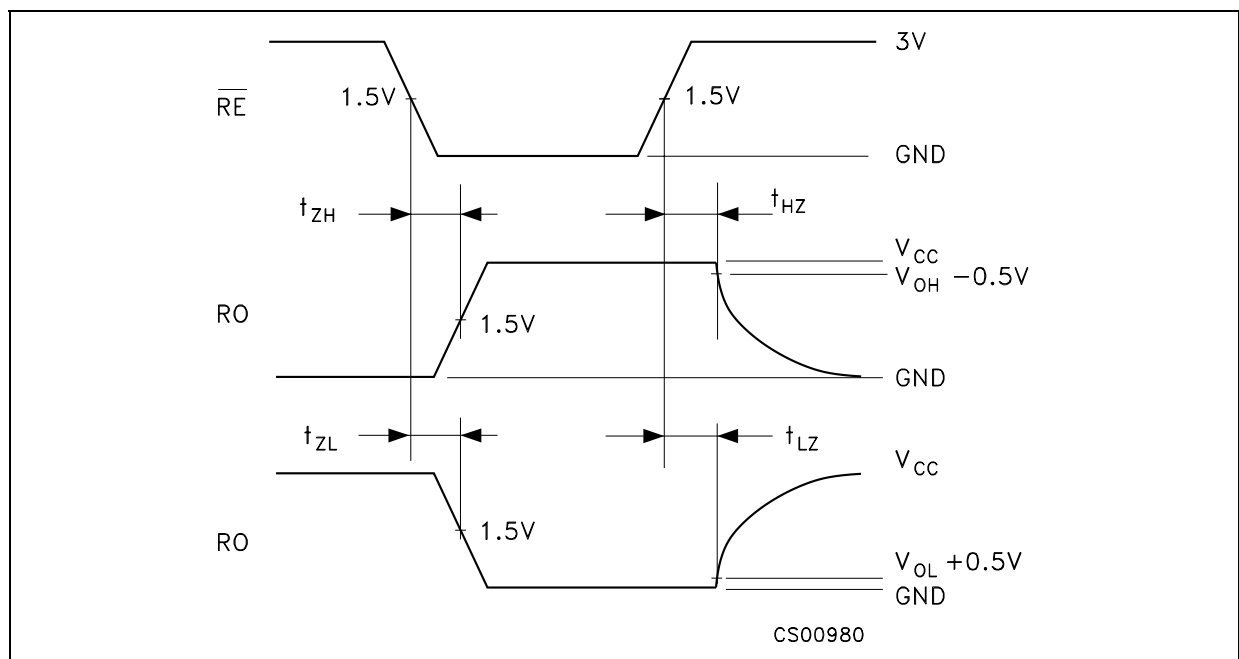 3V
R̅E̅
1.5V
1.5V
GND
tZH
tHZ
VCC
VOH −0.5V
RO
1.5V
GND
tZL
tLZ
VCC
1.5V
RO
VOL +0.5V
GND
CS00980